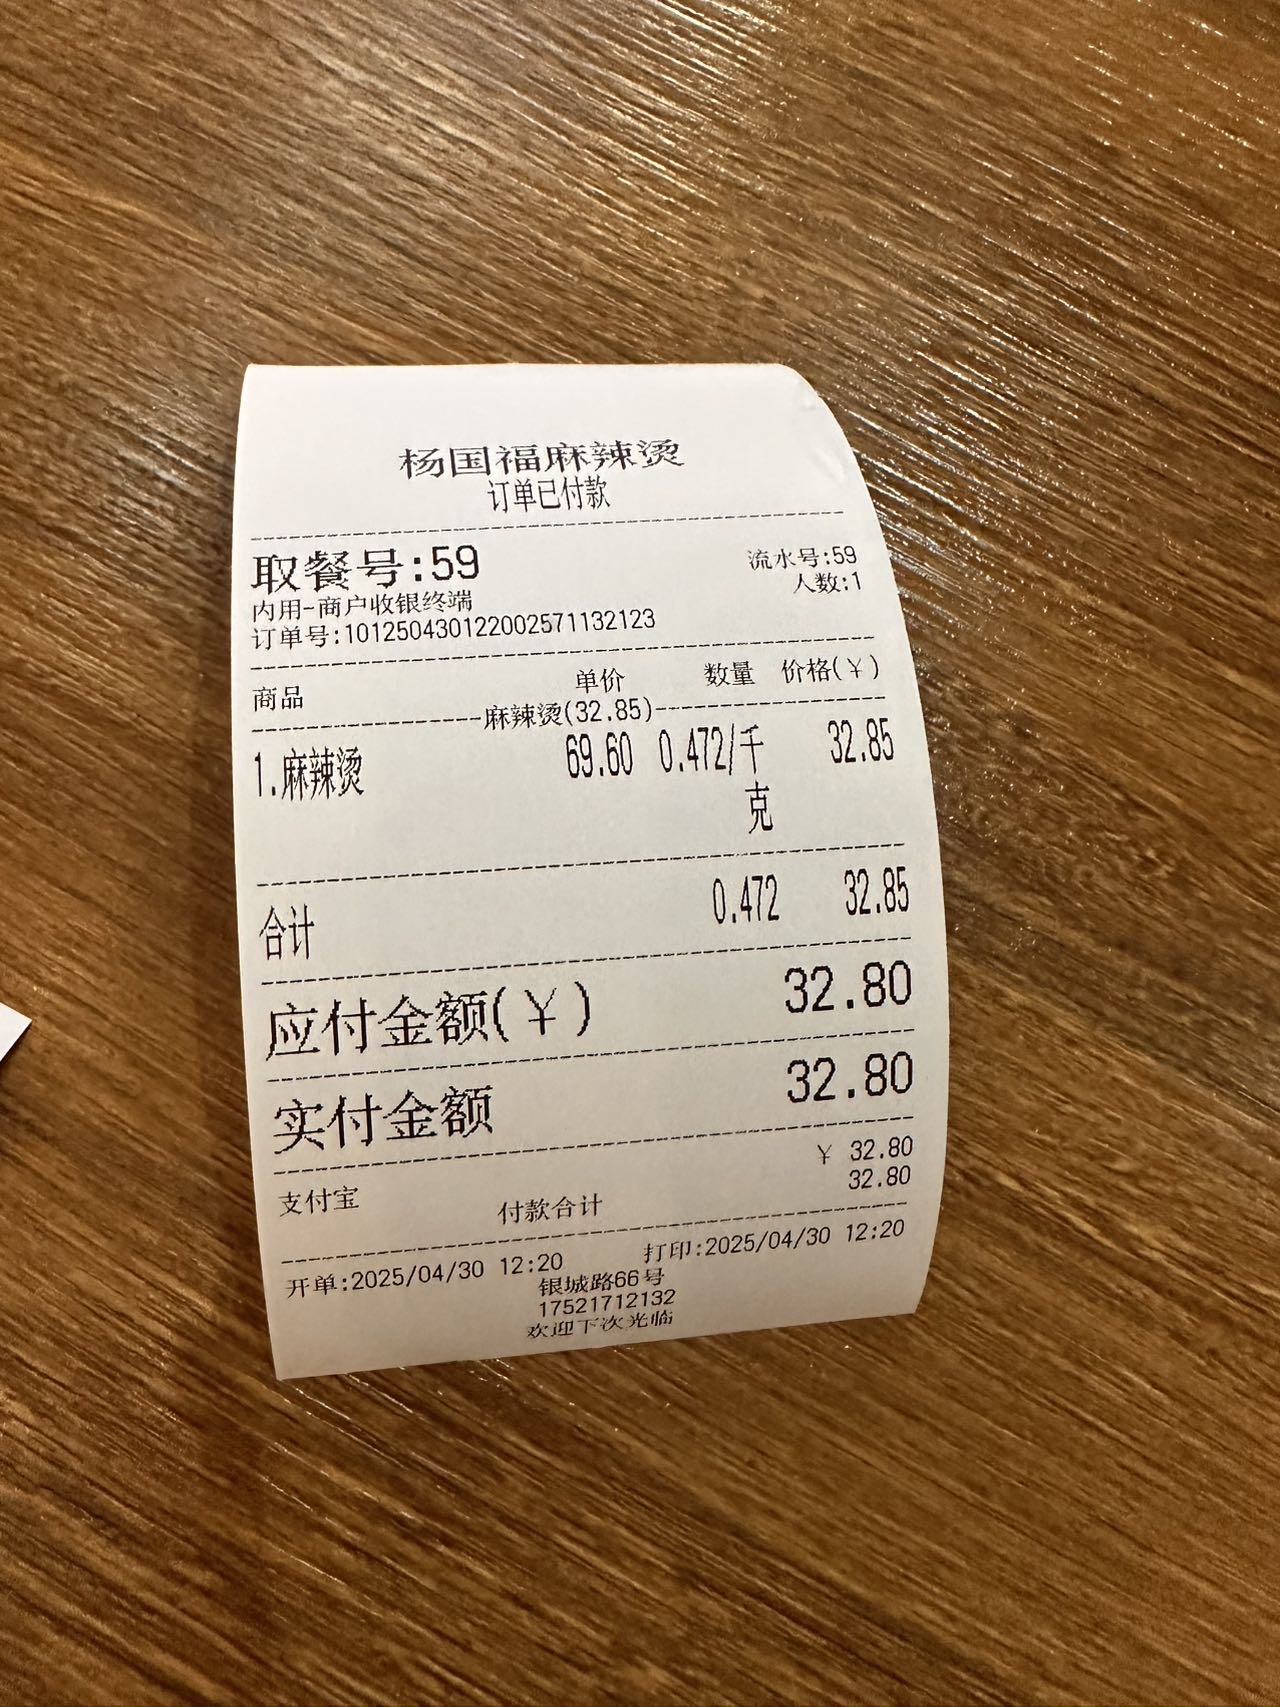 杨国福麻辣烫
订单已付款
取餐号:59 流水号:59
内用-商户收银终端 人数:1
订单号:101250430122002571132123
商品 单价 数量 价格(¥)
麻辣烫(32.85)
1.麻辣烫 69.60 0.472/千克 32.85
合计 0.472 32.85
应付金额(¥) 32.80
实付金额 32.80
支付宝 ¥ 32.80
付款合计 32.80
开单:2025/04/30 12:20 打印:2025/04/30 12:20
银城路66号
17521712132
欢迎下次光临